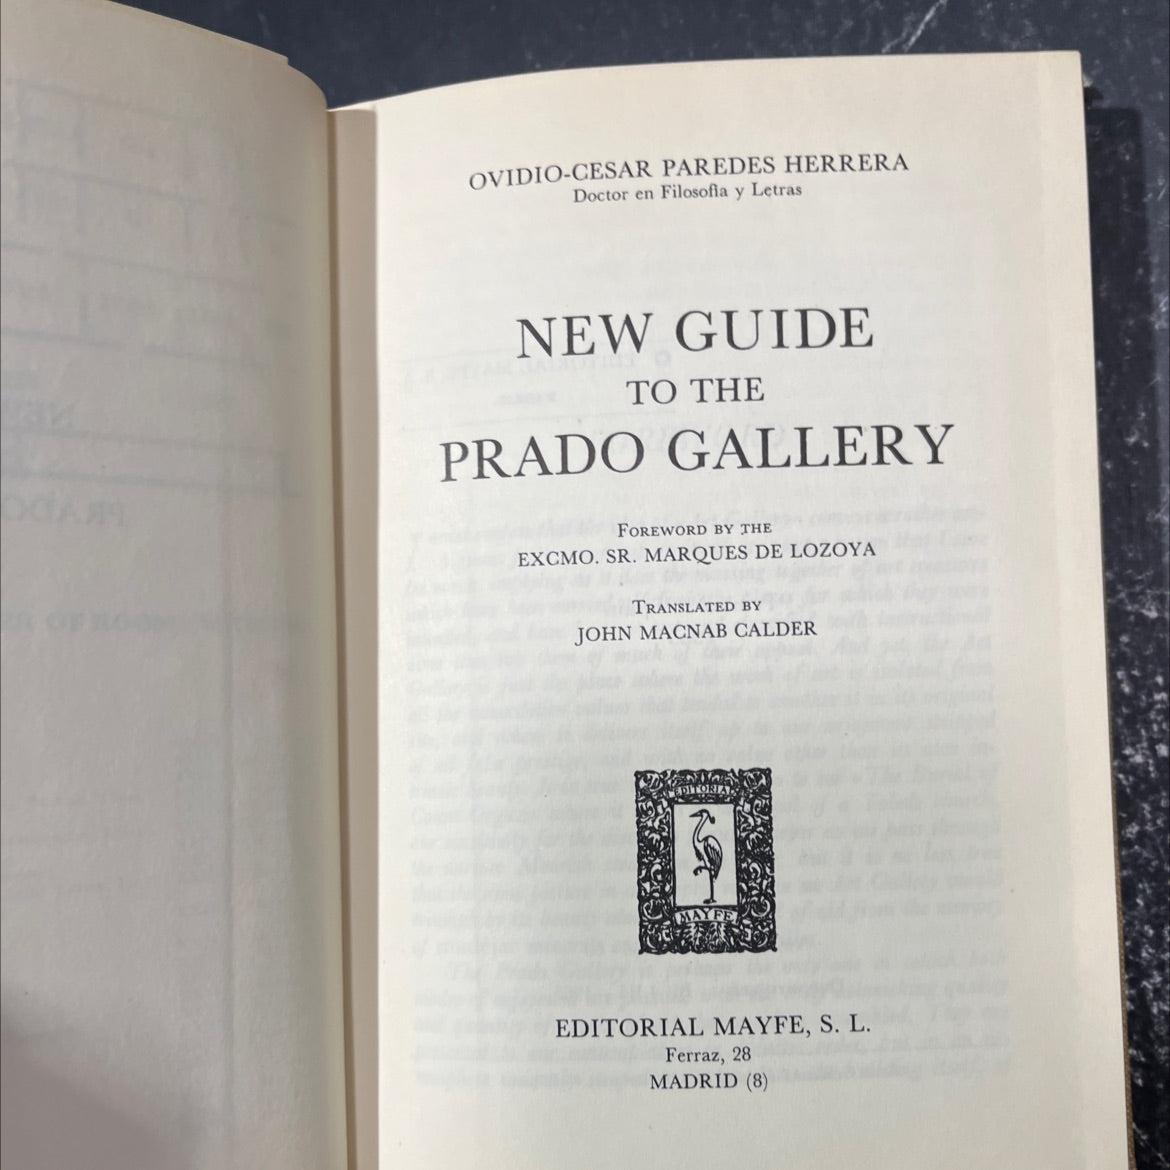 OVIDIO-CESAR PAREDES HERRERA
Doctor en Filosofia y Letras
NEW GUIDE
TO THE
PRADO GALLERY
FOREWORD BY THE
EXCMO. SR. MARQUES DE LOZOYA
TRANSLATED BY
JOHN MACNAB CALDER
EDITORIAL
MAYFE
EDITORIAL MAYFE, S. L.
Ferraz, 28
MADRID (8)